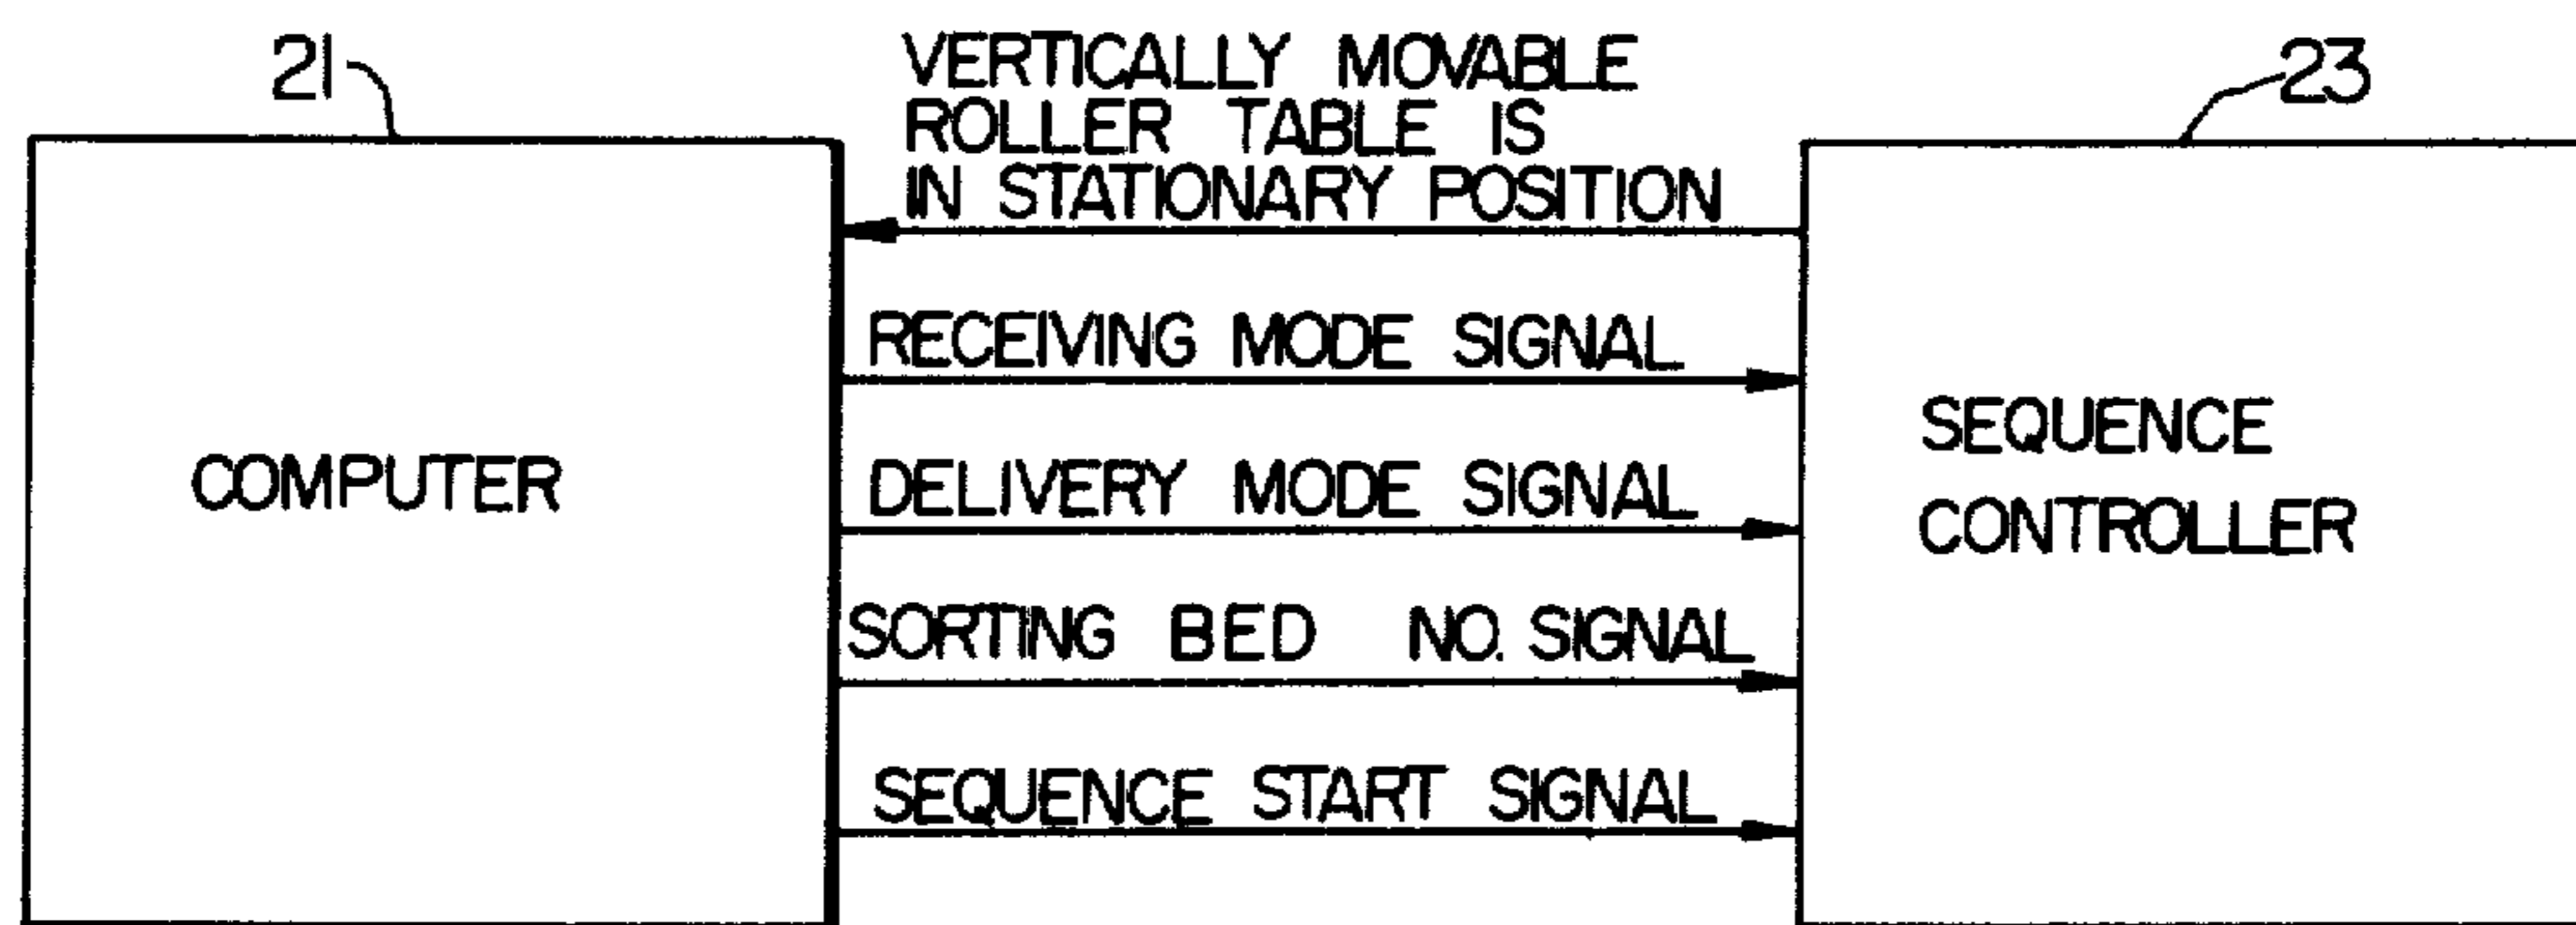 21
VERTICALLY MOVABLE
ROLLER TABLE IS
IN STATIONARY POSITION
23
RECEIVING MODE SIGNAL
DELIVERY MODE SIGNAL
SORTING BED NO. SIGNAL
SEQUENCE START SIGNAL
COMPUTER
SEQUENCE
CONTROLLER